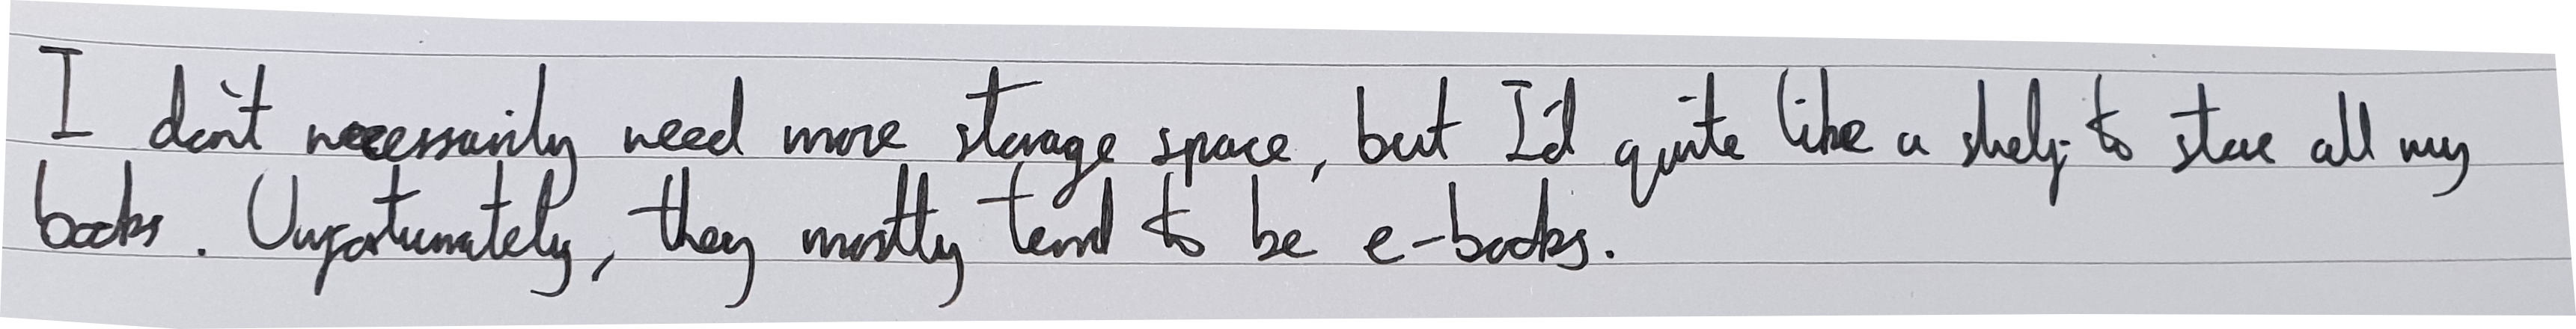 I don't necessarily need more storage space, but I'd quite like a shelf to store all my
books. Unfortunately, they mostly tend to be e-books.